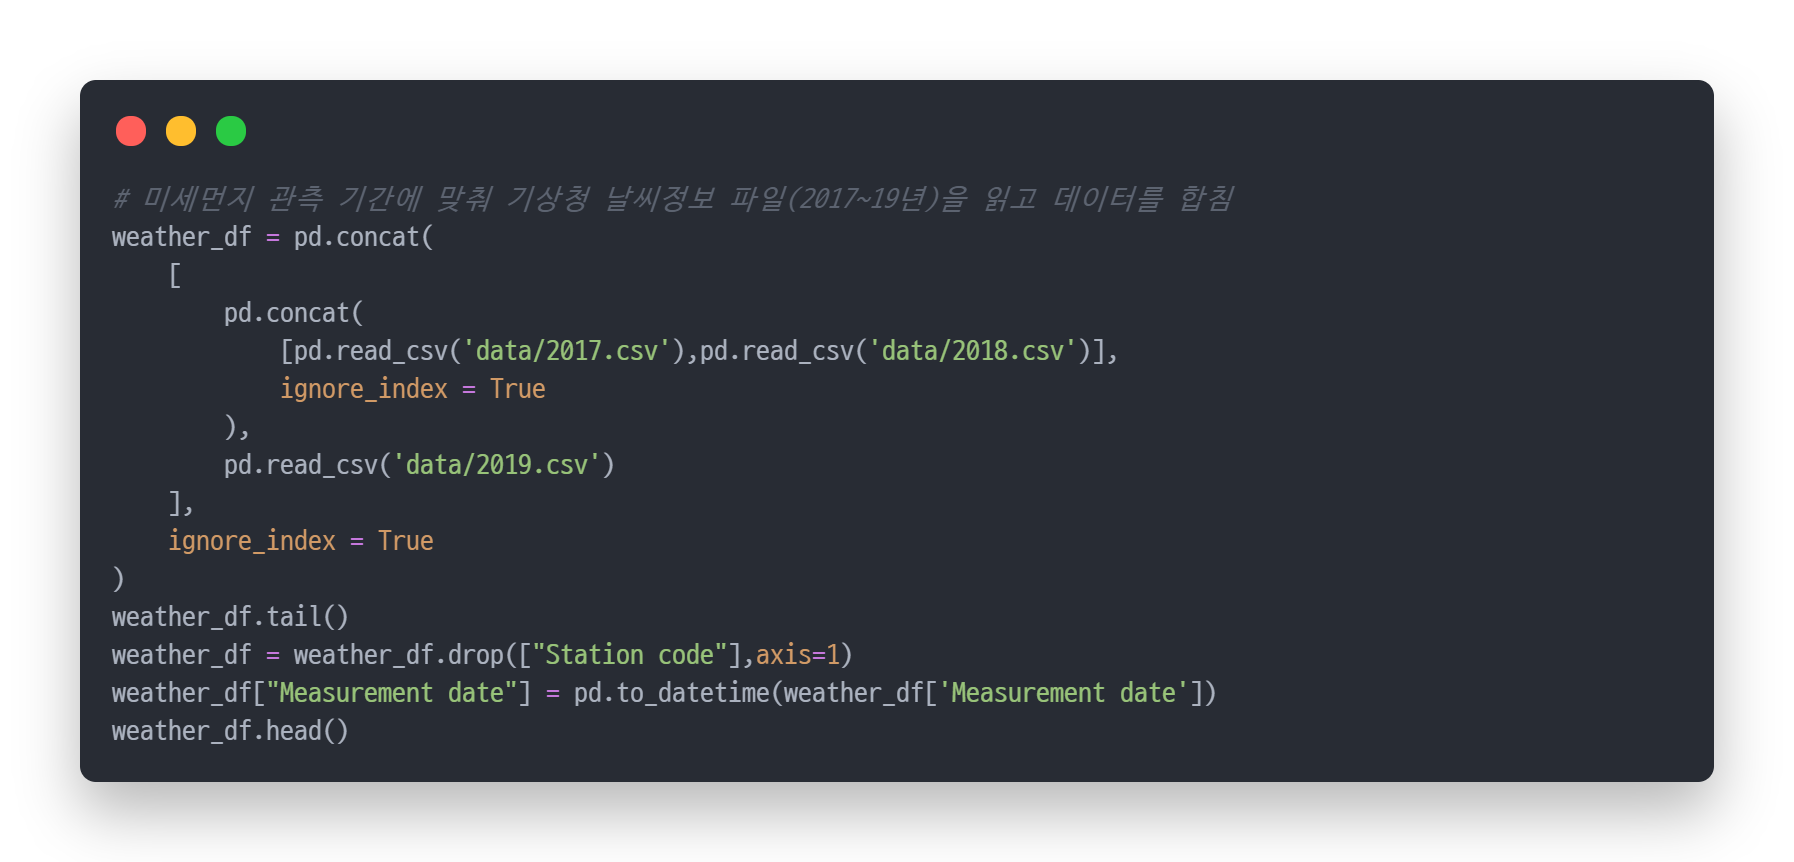 # 미세먼지 관측 기간에 맞춰 기상청 날씨정보 파일(2017~19년)을 읽고 데이터를 합침
weather_df = pd.concat(
    [
        pd.concat(
            [pd.read_csv('data/2017.csv'),pd.read_csv('data/2018.csv')],
            ignore_index = True
        ),
        pd.read_csv('data/2019.csv')
    ],
    ignore_index = True
)
weather_df.tail()
weather_df = weather_df.drop(["Station code"],axis=1)
weather_df["Measurement date"] = pd.to_datetime(weather_df['Measurement date'])
weather_df.head()